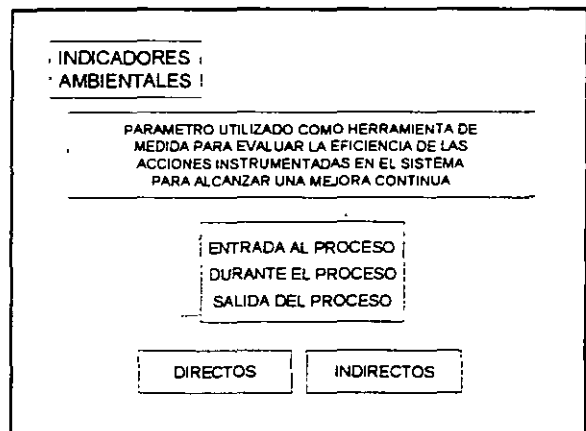 INDICADORES
AMBIENTALES
PARAMETRO UTILIZADO COMO HERRAMIENTA DE
MEDIDA PARA EVALUAR LA EFICIENCIA DE LAS
ACCIONES INSTRUMENTADAS EN EL SISTEMA
PARA ALCANZAR UNA MEJORA CONTINUA
ENTRADA AL PROCESO
DURANTE EL PROCESO
SALIDA DEL PROCESO
DIRECTOS
INDIRECTOS